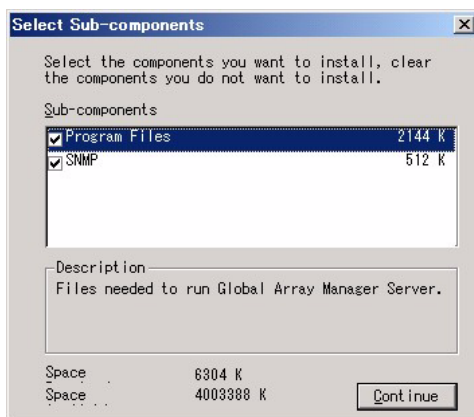 Select Sub-components
Select the components you want to install, clear
the components you do not want to install.
Sub-components
Program Files 2144 K
SNMP 512 K
Description
Files needed to run Global Array Manager Server.
Space 6304 K
Space 4003388 K
Continue